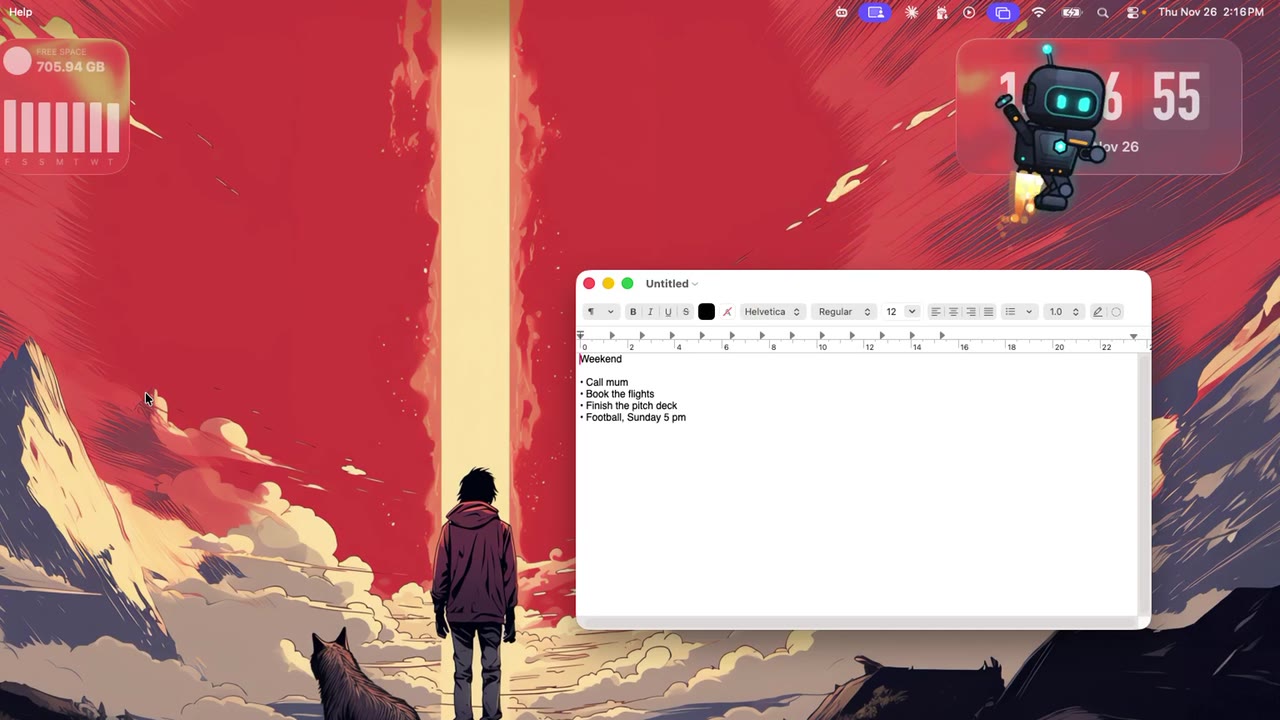 Help
Thu Nov 26 2:16 PM
FREE SPACE
705.94 GB
F S S M T W T
55
Nov 26
Untitled
¶ B I U S Helvetica Regular 12 1.0
0 2 4 6 8 10 12 14 16 18 20 22
Weekend
• Call mum
• Book the flights
• Finish the pitch deck
• Football, Sunday 5 pm